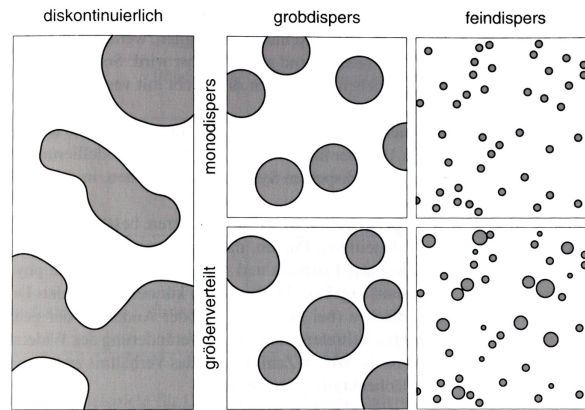 diskontinuierlich
grobdispers
feindispers
monodispers
größenverteilt